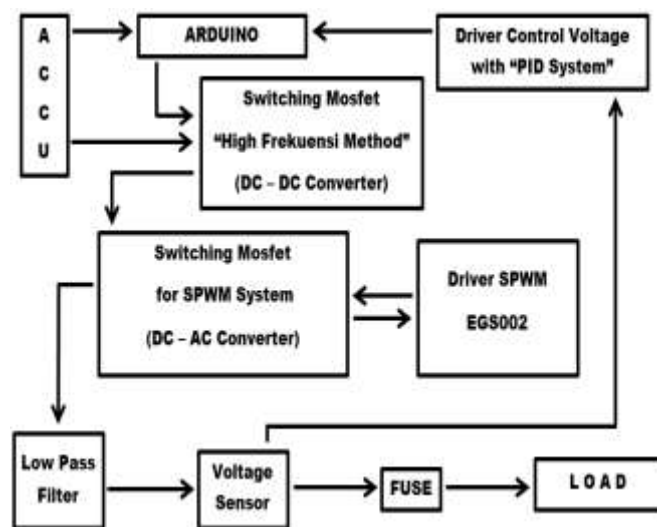 A
C
C
U
ARDUINO
Driver Control Voltage
with “PID System”
Switching Mosfet
“High Frekuensi Method”
(DC – DC Converter)
Switching Mosfet
for SPWM System
(DC – AC Converter)
Driver SPWM
EGS002
Low Pass
Filter
Voltage
Sensor
FUSE
L O A D